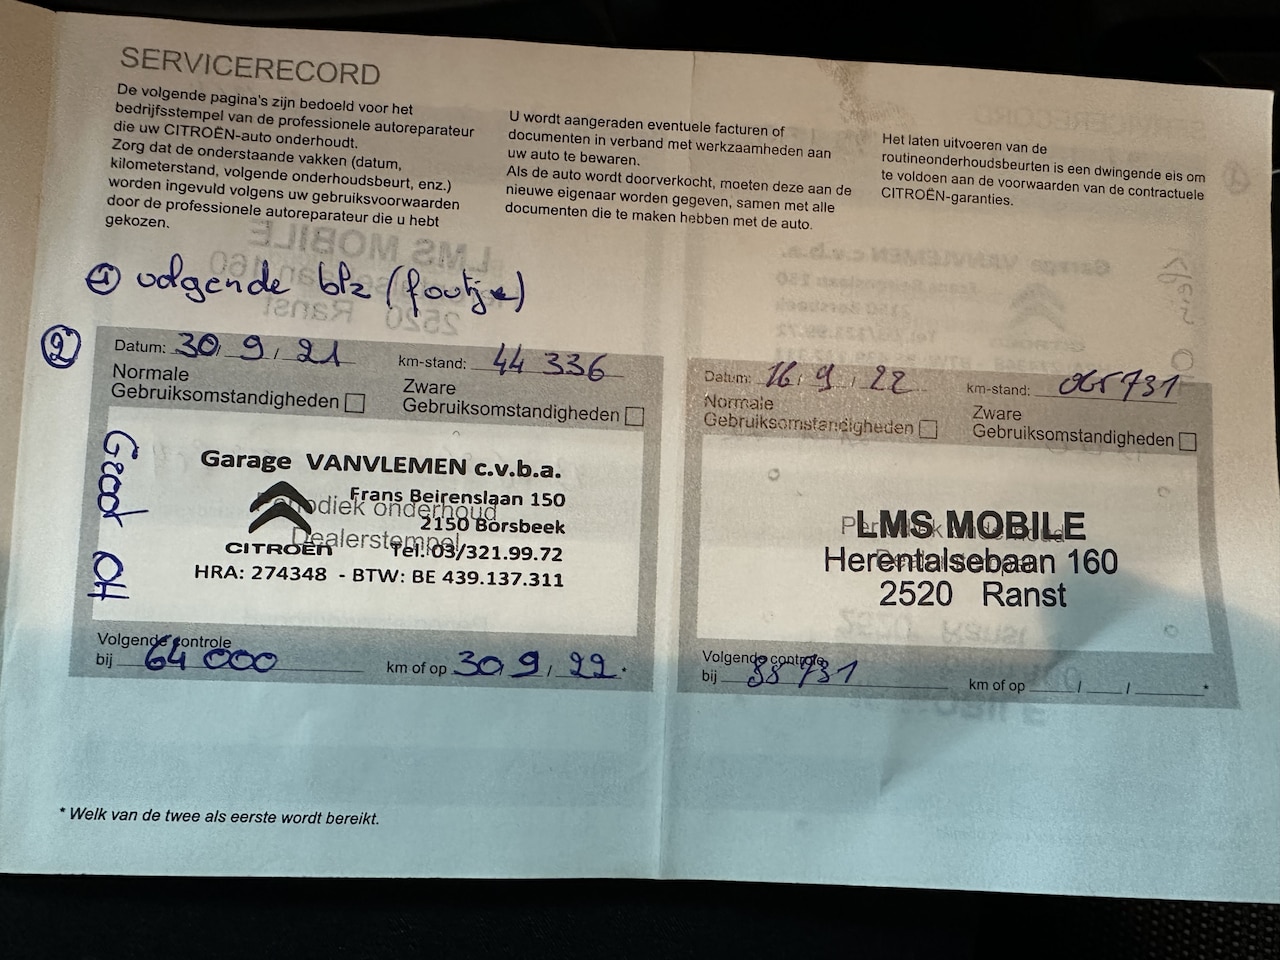 SERVICERECORD
De volgende pagina's zijn bedoeld voor het
bedrijfsstempel van de professionele autoreparateur
die uw CITROËN-auto onderhoudt.
Zorg dat de onderstaande vakken (datum,
kilometerstand, volgende onderhoudsbeurt, enz.)
worden ingevuld volgens uw gebruiksvoorwaarden
door de professionele autoreparateur die u hebt
gekozen.
U wordt aangeraden eventuele facturen of
documenten in verband met werkzaamheden aan
uw auto te bewaren.
Als de auto wordt doorverkocht, moeten deze aan de
nieuwe eigenaar worden gegeven, samen met alle
documenten die te maken hebben met de auto.
Het laten uitvoeren van de
routineonderhoudsbeurten is een dwingende eis om
te voldoen aan de voorwaarden van de contractuele
CITROËN-garanties.
① volgende blz (foutje)
②
Datum: 30/9/21 km-stand: 44 336
Normale
Gebruiksomstandigheden
Zware
Gebruiksomstandigheden
Groot OH
Garage VANVLEMEN c.v.b.a.
Frans Beirenslaan 150
Periodiek onderhoud
2150 Borsbeek
Dealerstempel
CITROËN Tel.:03/321.99.72
HRA: 274348 - BTW: BE 439.137.311
Volgende controle
bij 64 000 km of op 30/9/22*
Datum: 16/9/22 km-stand: 065731
Normale
Gebruiksomstandigheden
Zware
Gebruiksomstandigheden
LMS MOBILE
Herentalsebaan 160
2520 Ranst
Volgende controle
bij 88 731 km of op / / *
* Welk van de twee als eerste wordt bereikt.